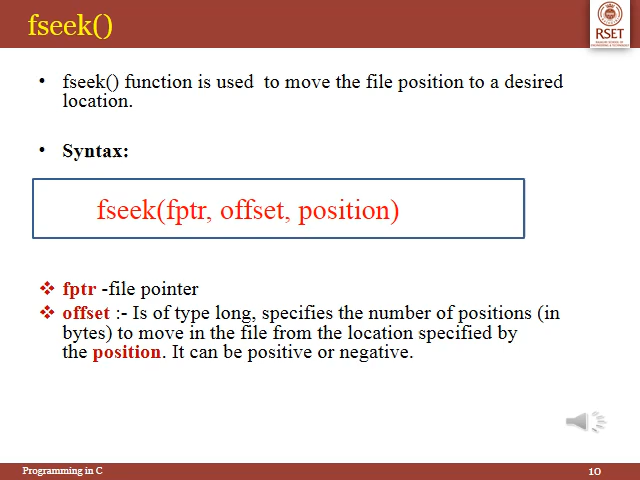 fseek()
RSET
• fseek() function is used  to move the file position to a desired
location.
• Syntax:
fseek(fptr, offset, position)
❖ fptr -file pointer
❖ offset :- Is of type long, specifies the number of positions (in
bytes) to move in the file from the location specified by
the position. It can be positive or negative.
Programming in C
10